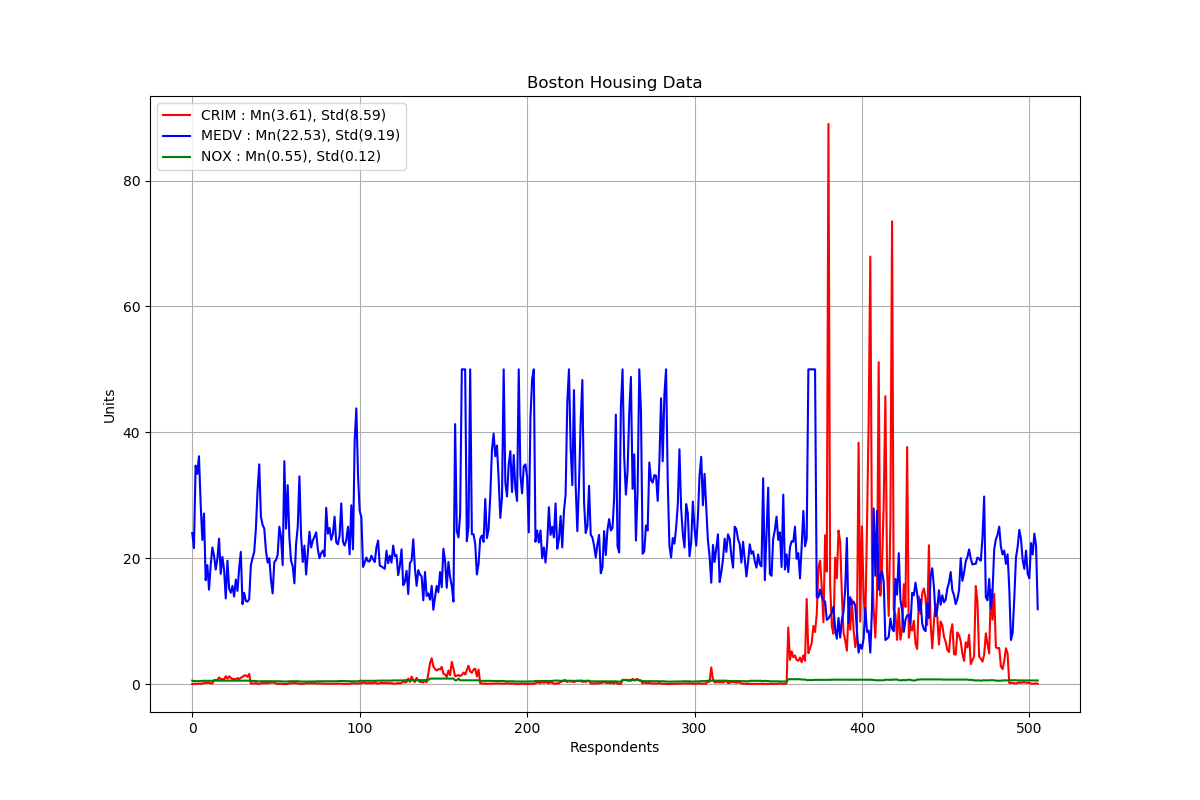 Boston Housing Data
CRIM : Mn(3.61), Std(8.59)
MEDV : Mn(22.53), Std(9.19)
NOX : Mn(0.55), Std(0.12)
Units
80
60
40
20
0
0 100 200 300 400 500
Respondents